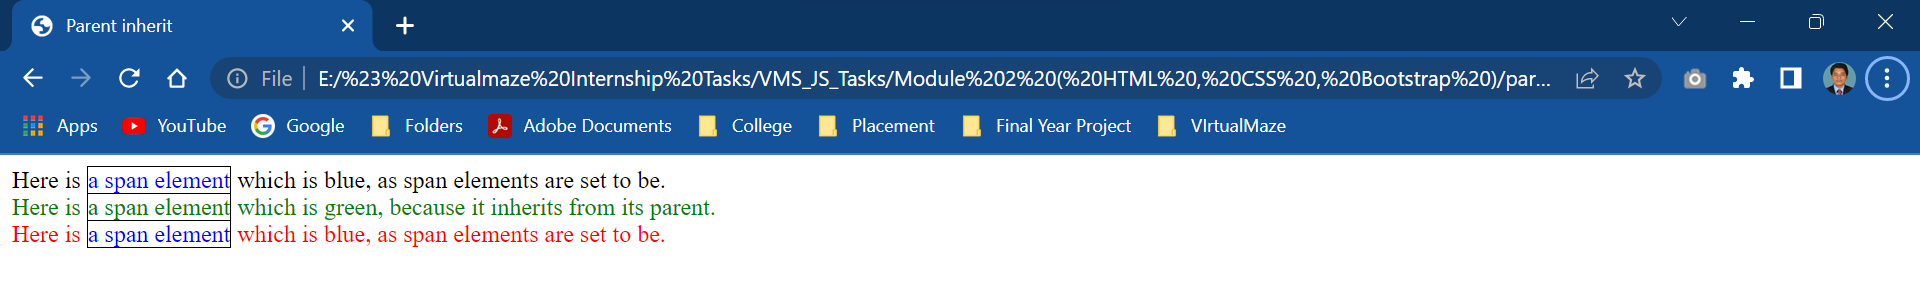 Parent inherit
File E:/%23%20Virtualmaze%20Internship%20Tasks/VMS_JS_Tasks/Module%202%20(%20HTML%20,%20CSS%20,%20Bootstrap%20)/par...
Apps YouTube Google Folders Adobe Documents College Placement Final Year Project VIrtualMaze
Here is a span element which is blue, as span elements are set to be.
Here is a span element which is green, because it inherits from its parent.
Here is a span element which is blue, as span elements are set to be.